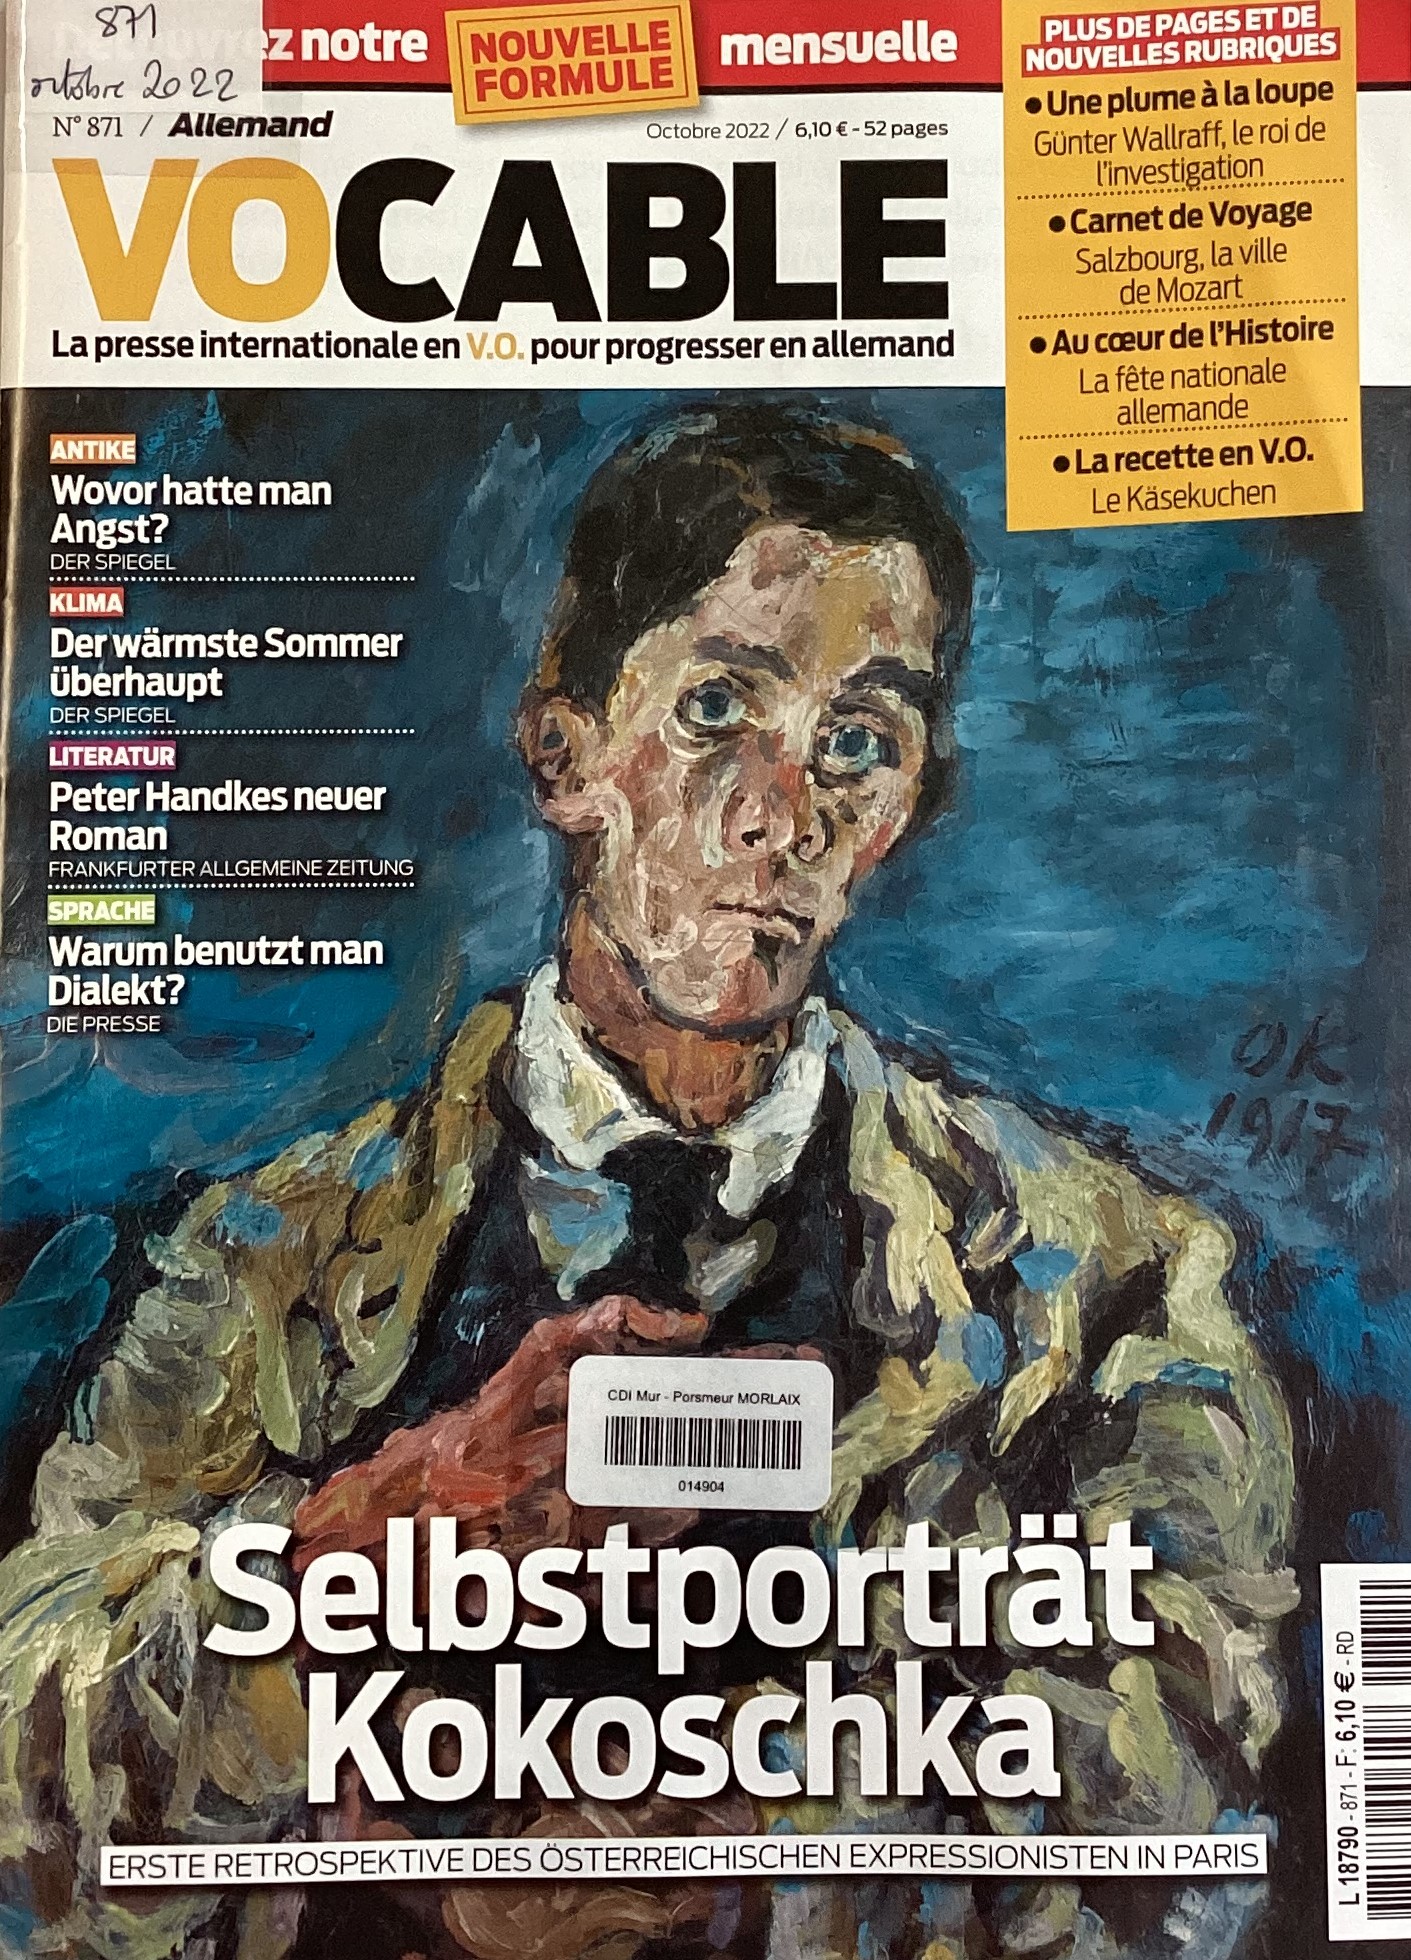 871
octobre 2022
Découvrez notre
NOUVELLE
FORMULE
mensuelle
N° 871 / Allemand
Octobre 2022 / 6,10 € - 52 pages
VOCABLE
La presse internationale en V.O. pour progresser en allemand
PLUS DE PAGES ET DE
NOUVELLES RUBRIQUES
• Une plume à la loupe
Günter Wallraff, le roi de
l'investigation
• Carnet de Voyage
Salzbourg, la ville
de Mozart
• Au cœur de l'Histoire
La fête nationale
allemande
• La recette en V.O.
Le Käsekuchen
ANTIKE
Wovor hatte man
Angst?
DER SPIEGEL
KLIMA
Der wärmste Sommer
überhaupt
DER SPIEGEL
LITERATUR
Peter Handkes neuer
Roman
FRANKFURTER ALLGEMEINE ZEITUNG
SPRACHE
Warum benutzt man
Dialekt?
DIE PRESSE
OK
1917
CDI Mur - Porsmeur MORLAIX
014904
Selbstporträt
Kokoschka
ERSTE RETROSPEKTIVE DES ÖSTERREICHISCHEN EXPRESSIONISTEN IN PARIS
L 18790 - 871 - F: 6,10 € - RD